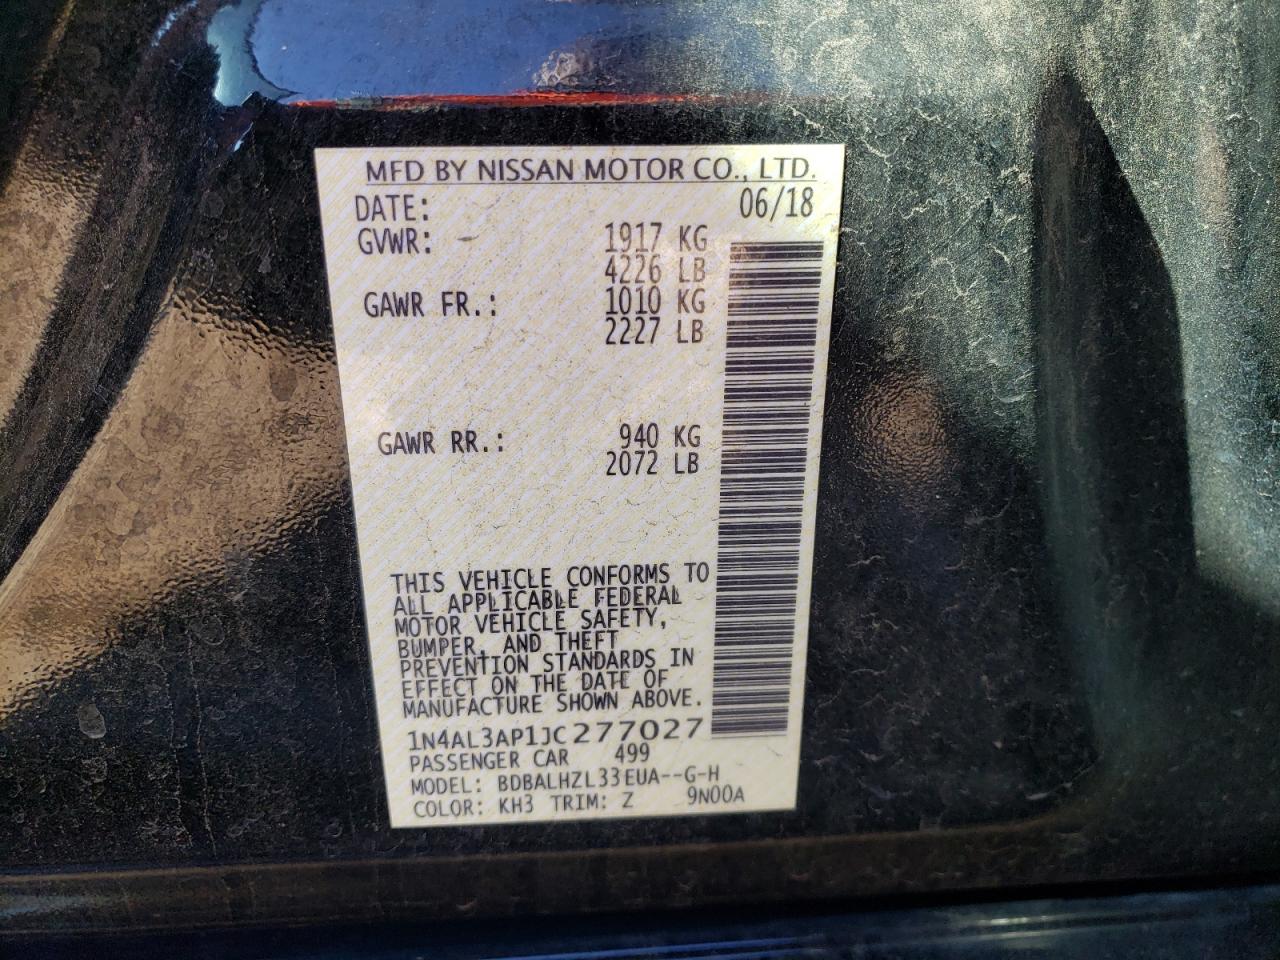 MFD BY NISSAN MOTOR CO., LTD.
DATE: 06/18
GVWR: 1917 KG
4226 LB
GAWR FR.: 1010 KG
2227 LB
GAWR RR.: 940 KG
2072 LB
THIS VEHICLE CONFORMS TO
ALL APPLICABLE FEDERAL
MOTOR VEHICLE SAFETY,
BUMPER, AND THEFT
PREVENTION STANDARDS IN
EFFECT ON THE DATE OF
MANUFACTURE SHOWN ABOVE.
1N4AL3AP1JC277027
PASSENGER CAR 499
MODEL: BDBALHZL33EUA--G-H
COLOR: KH3 TRIM: Z 9N00A